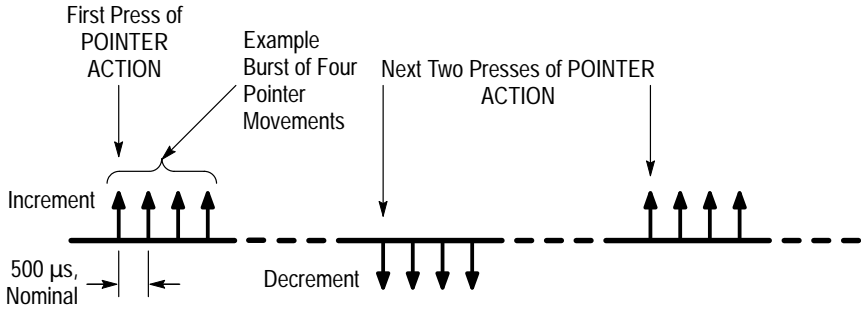 First Press of
POINTER
ACTION
Example
Burst of Four
Pointer
Movements
Next Two Presses of POINTER
ACTION
Increment
500 µs,
Nominal
Decrement